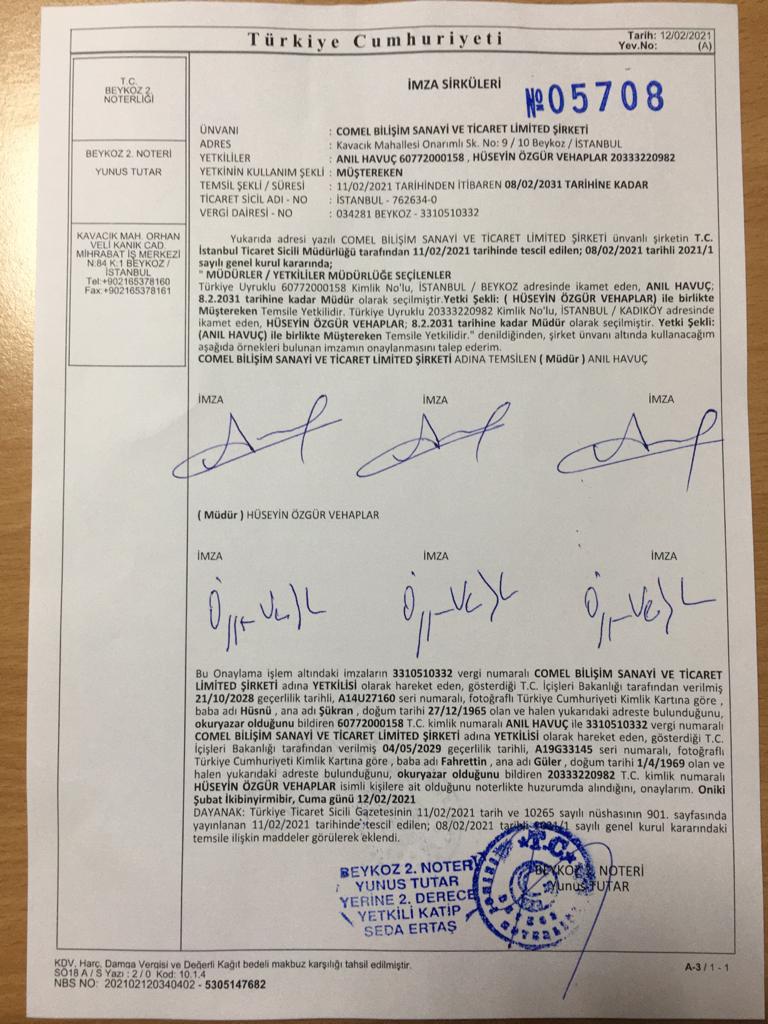 Türkiye Cumhuriyeti
Tarih: 12/02/2021
Yev.No: (A)
T.C.
BEYKOZ 2.
NOTERLİĞİ
BEYKOZ 2. NOTERİ
YUNUS TUTAR
KAVACIK MAH. ORHAN
VELİ KANIK CAD.
MİHRABAT İŞ MERKEZİ
N:84 K:1 BEYKOZ /
İSTANBUL
Tel:+902165378160
Fax:+902165378161
İMZA SİRKÜLERİ
№05708
ÜNVANI : COMEL BİLİŞİM SANAYİ VE TİCARET LİMİTED ŞİRKETİ
ADRES : Kavacık Mahallesi Onarımlı Sk. No: 9 / 10 Beykoz / İSTANBUL
YETKİLİLER : ANIL HAVUÇ 60772000158 , HÜSEYİN ÖZGÜR VEHAPLAR 20333220982
YETKİNİN KULLANIM ŞEKLİ : MÜŞTEREKEN
TEMSİL ŞEKLİ / SÜRESİ : 11/02/2021 TARİHİNDEN İTİBAREN 08/02/2031 TARİHİNE KADAR
TİCARET SİCİL ADI - NO : İSTANBUL - 762634-0
VERGİ DAİRESİ - NO : 034281 BEYKOZ - 3310510332
Yukarıda adresi yazılı COMEL BİLİŞİM SANAYİ VE TİCARET LİMİTED ŞİRKETİ ünvanlı şirketin T.C.
İstanbul Ticaret Sicili Müdürlüğü tarafından 11/02/2021 tarihinde tescil edilen; 08/02/2021 tarihli 2021/1
sayılı genel kurul kararında;
" MÜDÜRLER / YETKİLİLER MÜDÜRLÜĞE SEÇİLENLER
Türkiye Uyruklu 60772000158 Kimlik No'lu, İSTANBUL / BEYKOZ adresinde ikamet eden, ANIL HAVUÇ;
8.2.2031 tarihine kadar Müdür olarak seçilmiştir.Yetki Şekli: ( HÜSEYİN ÖZGÜR VEHAPLAR) ile birlikte
Müştereken Temsile Yetkilidir. Türkiye Uyruklu 20333220982 Kimlik No'lu, İSTANBUL / KADIKÖY adresinde
ikamet eden, HÜSEYİN ÖZGÜR VEHAPLAR; 8.2.2031 tarihine kadar Müdür olarak seçilmiştir. Yetki Şekli:
(ANIL HAVUÇ) ile birlikte Müştereken Temsile Yetkilidir." denildiğinden, şirket ünvanı altında kullanacağım
aşağıda örnekleri bulunan imzamın onaylanmasını talep ederim.
COMEL BİLİŞİM SANAYİ VE TİCARET LİMİTED ŞİRKETİ ADINA TEMSİLEN ( Müdür ) ANIL HAVUÇ
İMZA İMZA İMZA
( Müdür ) HÜSEYİN ÖZGÜR VEHAPLAR
İMZA İMZA İMZA
Bu Onaylama işlem altındaki imzaların 3310510332 vergi numaralı COMEL BİLİŞİM SANAYİ VE TİCARET
LİMİTED ŞİRKETİ adına YETKİLİSİ olarak hareket eden, gösterdiği T.C. İçişleri Bakanlığı tarafından verilmiş
21/10/2028 geçerlilik tarihli, A14U27160 seri numaralı, fotoğraflı Türkiye Cumhuriyeti Kimlik Kartına göre ,
baba adı Hüsnü , ana adı Şükran , doğum tarihi 27/12/1965 olan ve halen yukarıdaki adreste bulunduğunu,
okuryazar olduğunu bildiren 60772000158 T.C. kimlik numaralı ANIL HAVUÇ ile 3310510332 vergi numaralı
COMEL BİLİŞİM SANAYİ VE TİCARET LİMİTED ŞİRKETİ adına YETKİLİSİ olarak hareket eden, gösterdiği T.C.
İçişleri Bakanlığı tarafından verilmiş 04/05/2029 geçerlilik tarihli, A19G33145 seri numaralı, fotoğraflı
Türkiye Cumhuriyeti Kimlik Kartına göre , baba adı Fahrettin , ana adı Güler , doğum tarihi 1/4/1969 olan ve
halen yukarıdaki adreste bulunduğunu, okuryazar olduğunu bildiren 20333220982 T.C. kimlik numaralı
HÜSEYİN ÖZGÜR VEHAPLAR isimli kişilere ait olduğunu noterlikte huzurumda alındığını, onaylarım. Oniki
Şubat İkibinyirmibir, Cuma günü 12/02/2021
DAYANAK: Türkiye Ticaret Sicili Gazetesinin 11/02/2021 tarih ve 10265 sayılı nüshasının 901. sayfasında
yayınlanan 11/02/2021 tarihinde tescil edilen; 08/02/2021 tarihli 2021/1 sayılı genel kurul kararındaki
temsile ilişkin maddeler görülerek eklendi.
BEYKOZ 2. NOTERİ
YUNUS TUTAR
YERİNE 2. DERECE
YETKİLİ KATİP
SEDA ERTAŞ
T.C.
BEYKOZ 2. NOTERİ
Yunus TUTAR
KDV, Harç, Damga Vergisi ve Değerli Kağıt bedeli makbuz karşılığı tahsil edilmiştir.
SO18 A / S Yazı : 2 / 0 Kod: 10.1.4
NBS NO: 202102120340402 - 5305147682
A-3 / 1 - 1